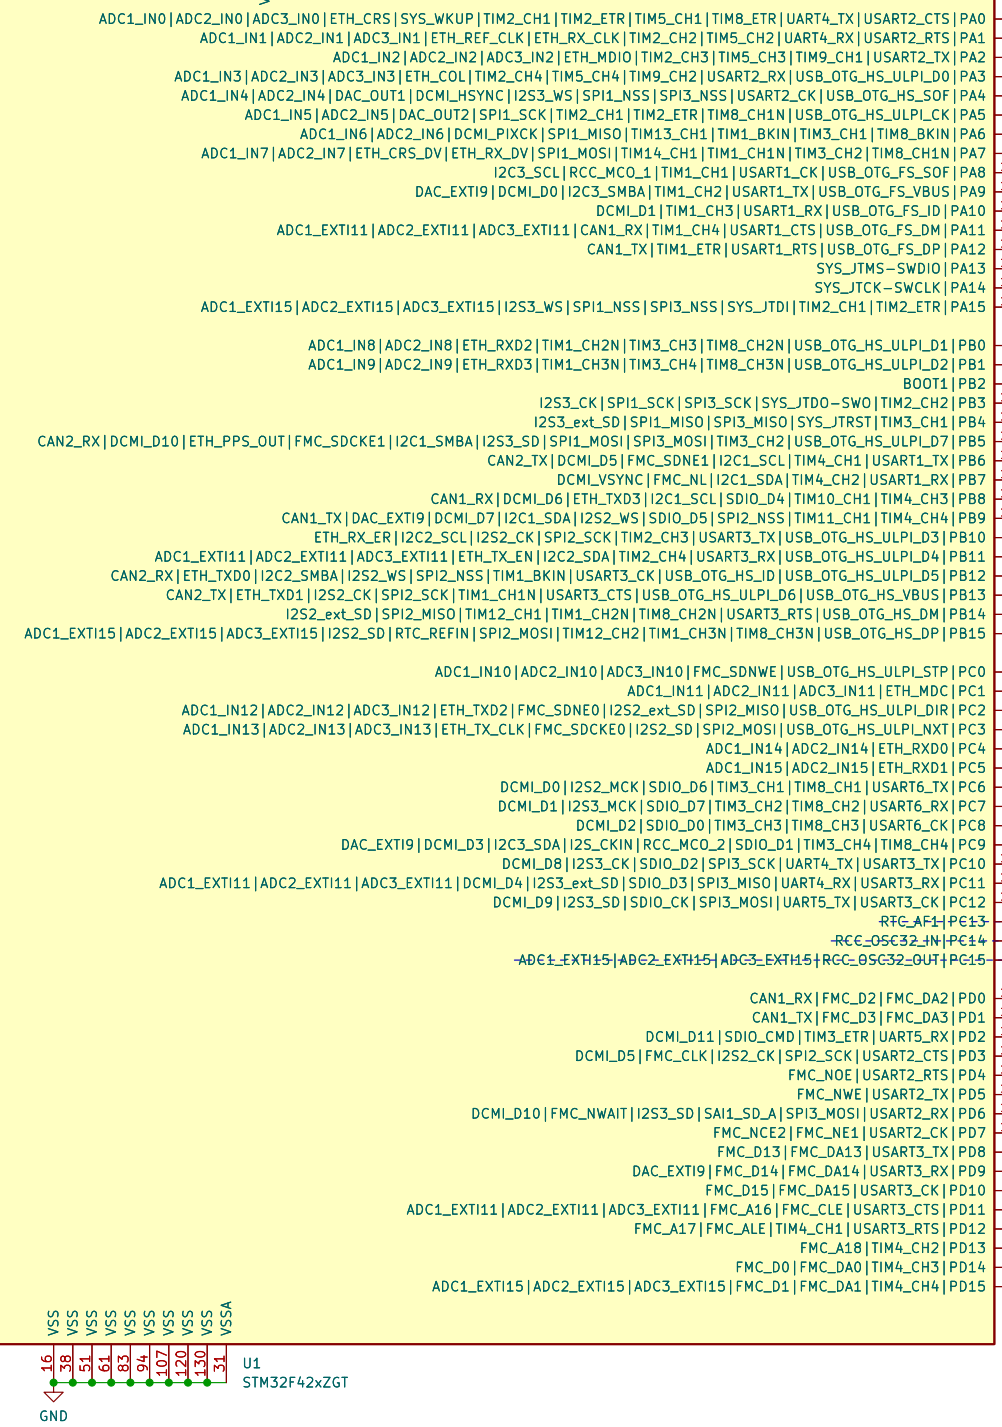 ADC1_IN0|ADC2_IN0|ADC3_IN0|ETH_CRS|SYS_WKUP|TIM2_CH1|TIM2_ETR|TIM5_CH1|TIM8_ETR|UART4_TX|USART2_CTS|PA0
ADC1_IN1|ADC2_IN1|ADC3_IN1|ETH_REF_CLK|ETH_RX_CLK|TIM2_CH2|TIM5_CH2|UART4_RX|USART2_RTS|PA1
ADC1_IN2|ADC2_IN2|ADC3_IN2|ETH_MDIO|TIM2_CH3|TIM5_CH3|TIM9_CH1|USART2_TX|PA2
ADC1_IN3|ADC2_IN3|ADC3_IN3|ETH_COL|TIM2_CH4|TIM5_CH4|TIM9_CH2|USART2_RX|USB_OTG_HS_ULPI_D0|PA3
ADC1_IN4|ADC2_IN4|DAC_OUT1|DCMI_HSYNC|I2S3_WS|SPI1_NSS|SPI3_NSS|USART2_CK|USB_OTG_HS_SOF|PA4
ADC1_IN5|ADC2_IN5|DAC_OUT2|SPI1_SCK|TIM2_CH1|TIM2_ETR|TIM8_CH1N|USB_OTG_HS_ULPI_CK|PA5
ADC1_IN6|ADC2_IN6|DCMI_PIXCK|SPI1_MISO|TIM13_CH1|TIM1_BKIN|TIM3_CH1|TIM8_BKIN|PA6
ADC1_IN7|ADC2_IN7|ETH_CRS_DV|ETH_RX_DV|SPI1_MOSI|TIM14_CH1|TIM1_CH1N|TIM3_CH2|TIM8_CH1N|PA7
I2C3_SCL|RCC_MCO_1|TIM1_CH1|USART1_CK|USB_OTG_FS_SOF|PA8
DAC_EXTI9|DCMI_D0|I2C3_SMBA|TIM1_CH2|USART1_TX|USB_OTG_FS_VBUS|PA9
DCMI_D1|TIM1_CH3|USART1_RX|USB_OTG_FS_ID|PA10
ADC1_EXTI11|ADC2_EXTI11|ADC3_EXTI11|CAN1_RX|TIM1_CH4|USART1_CTS|USB_OTG_FS_DM|PA11
CAN1_TX|TIM1_ETR|USART1_RTS|USB_OTG_FS_DP|PA12
SYS_JTMS-SWDIO|PA13
SYS_JTCK-SWCLK|PA14
ADC1_EXTI15|ADC2_EXTI15|ADC3_EXTI15|I2S3_WS|SPI1_NSS|SPI3_NSS|SYS_JTDI|TIM2_CH1|TIM2_ETR|PA15
ADC1_IN8|ADC2_IN8|ETH_RXD2|TIM1_CH2N|TIM3_CH3|TIM8_CH2N|USB_OTG_HS_ULPI_D1|PB0
ADC1_IN9|ADC2_IN9|ETH_RXD3|TIM1_CH3N|TIM3_CH4|TIM8_CH3N|USB_OTG_HS_ULPI_D2|PB1
BOOT1|PB2
I2S3_CK|SPI1_SCK|SPI3_SCK|SYS_JTDO-SWO|TIM2_CH2|PB3
I2S3_ext_SD|SPI1_MISO|SPI3_MISO|SYS_JTRST|TIM3_CH1|PB4
CAN2_RX|DCMI_D10|ETH_PPS_OUT|FMC_SDCKE1|I2C1_SMBA|I2S3_SD|SPI1_MOSI|SPI3_MOSI|TIM3_CH2|USB_OTG_HS_ULPI_D7|PB5
CAN2_TX|DCMI_D5|FMC_SDNE1|I2C1_SCL|TIM4_CH1|USART1_TX|PB6
DCMI_VSYNC|FMC_NL|I2C1_SDA|TIM4_CH2|USART1_RX|PB7
CAN1_RX|DCMI_D6|ETH_TXD3|I2C1_SCL|SDIO_D4|TIM10_CH1|TIM4_CH3|PB8
CAN1_TX|DAC_EXTI9|DCMI_D7|I2C1_SDA|I2S2_WS|SDIO_D5|SPI2_NSS|TIM11_CH1|TIM4_CH4|PB9
ETH_RX_ER|I2C2_SCL|I2S2_CK|SPI2_SCK|TIM2_CH3|USART3_TX|USB_OTG_HS_ULPI_D3|PB10
ADC1_EXTI11|ADC2_EXTI11|ADC3_EXTI11|ETH_TX_EN|I2C2_SDA|TIM2_CH4|USART3_RX|USB_OTG_HS_ULPI_D4|PB11
CAN2_RX|ETH_TXD0|I2C2_SMBA|I2S2_WS|SPI2_NSS|TIM1_BKIN|USART3_CK|USB_OTG_HS_ID|USB_OTG_HS_ULPI_D5|PB12
CAN2_TX|ETH_TXD1|I2S2_CK|SPI2_SCK|TIM1_CH1N|USART3_CTS|USB_OTG_HS_ULPI_D6|USB_OTG_HS_VBUS|PB13
I2S2_ext_SD|SPI2_MISO|TIM12_CH1|TIM1_CH2N|TIM8_CH2N|USART3_RTS|USB_OTG_HS_DM|PB14
ADC1_EXTI15|ADC2_EXTI15|ADC3_EXTI15|I2S2_SD|RTC_REFIN|SPI2_MOSI|TIM12_CH2|TIM1_CH3N|TIM8_CH3N|USB_OTG_HS_DP|PB15
ADC1_IN10|ADC2_IN10|ADC3_IN10|FMC_SDNWE|USB_OTG_HS_ULPI_STP|PC0
ADC1_IN11|ADC2_IN11|ADC3_IN11|ETH_MDC|PC1
ADC1_IN12|ADC2_IN12|ADC3_IN12|ETH_TXD2|FMC_SDNE0|I2S2_ext_SD|SPI2_MISO|USB_OTG_HS_ULPI_DIR|PC2
ADC1_IN13|ADC2_IN13|ADC3_IN13|ETH_TX_CLK|FMC_SDCKE0|I2S2_SD|SPI2_MOSI|USB_OTG_HS_ULPI_NXT|PC3
ADC1_IN14|ADC2_IN14|ETH_RXD0|PC4
ADC1_IN15|ADC2_IN15|ETH_RXD1|PC5
DCMI_D0|I2S2_MCK|SDIO_D6|TIM3_CH1|TIM8_CH1|USART6_TX|PC6
DCMI_D1|I2S3_MCK|SDIO_D7|TIM3_CH2|TIM8_CH2|USART6_RX|PC7
DCMI_D2|SDIO_D0|TIM3_CH3|TIM8_CH3|USART6_CK|PC8
DAC_EXTI9|DCMI_D3|I2C3_SDA|I2S_CKIN|RCC_MCO_2|SDIO_D1|TIM3_CH4|TIM8_CH4|PC9
DCMI_D8|I2S3_CK|SDIO_D2|SPI3_SCK|UART4_TX|USART3_TX|PC10
ADC1_EXTI11|ADC2_EXTI11|ADC3_EXTI11|DCMI_D4|I2S3_ext_SD|SDIO_D3|SPI3_MISO|UART4_RX|USART3_RX|PC11
DCMI_D9|I2S3_SD|SDIO_CK|SPI3_MOSI|UART5_TX|USART3_CK|PC12
RTC_AF1|PC13
RCC_OSC32_IN|PC14
ADC1_EXTI15|ADC2_EXTI15|ADC3_EXTI15|RCC_OSC32_OUT|PC15
CAN1_RX|FMC_D2|FMC_DA2|PD0
CAN1_TX|FMC_D3|FMC_DA3|PD1
DCMI_D11|SDIO_CMD|TIM3_ETR|UART5_RX|PD2
DCMI_D5|FMC_CLK|I2S2_CK|SPI2_SCK|USART2_CTS|PD3
FMC_NOE|USART2_RTS|PD4
FMC_NWE|USART2_TX|PD5
DCMI_D10|FMC_NWAIT|I2S3_SD|SAI1_SD_A|SPI3_MOSI|USART2_RX|PD6
FMC_NCE2|FMC_NE1|USART2_CK|PD7
FMC_D13|FMC_DA13|USART3_TX|PD8
DAC_EXTI9|FMC_D14|FMC_DA14|USART3_RX|PD9
FMC_D15|FMC_DA15|USART3_CK|PD10
ADC1_EXTI11|ADC2_EXTI11|ADC3_EXTI11|FMC_A16|FMC_CLE|USART3_CTS|PD11
FMC_A17|FMC_ALE|TIM4_CH1|USART3_RTS|PD12
FMC_A18|TIM4_CH2|PD13
FMC_D0|FMC_DA0|TIM4_CH3|PD14
ADC1_EXTI15|ADC2_EXTI15|ADC3_EXTI15|FMC_D1|FMC_DA1|TIM4_CH4|PD15
VSS VSS VSS VSS VSS VSS VSS VSS VSS VSSA
16 38 51 61 83 94 107 120 130 31
U1
STM32F42xZGT
GND